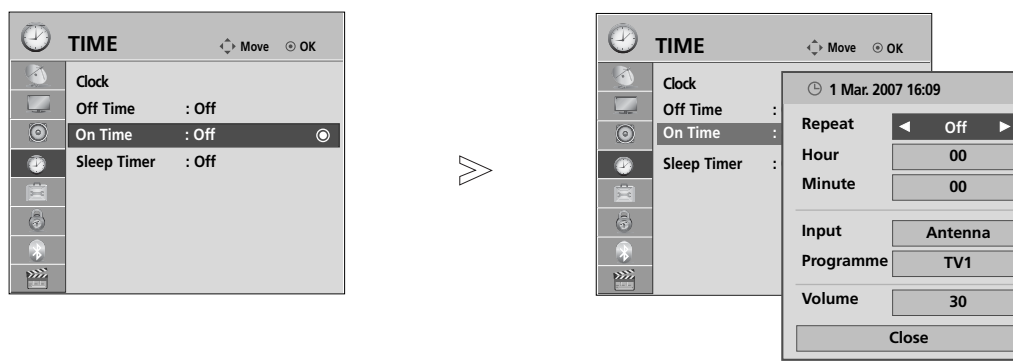 TIME
Move OK
Clock
Off Time : Off
On Time : Off
Sleep Timer : Off
TIME
Move OK
Clock
Off Time :
On Time :
Sleep Timer :
1 Mar. 2007 16:09
Repeat Off
Hour 00
Minute 00
Input Antenna
Programme TV1
Volume 30
Close